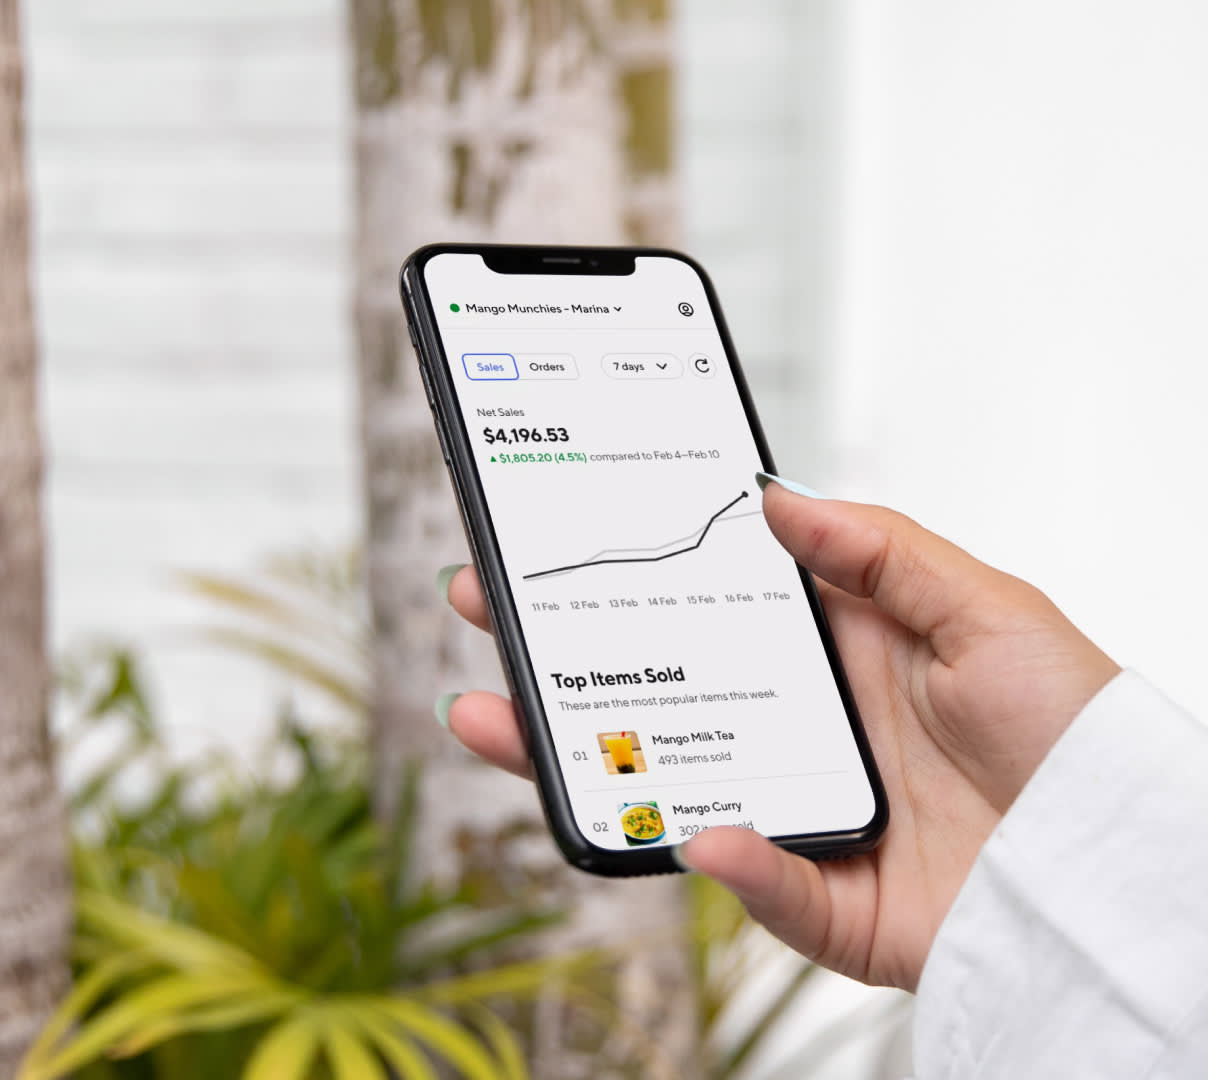 Mango Munchies - Marina
Sales Orders 7 days
Net Sales
$4,196.53
▲ $1,805.20 (4.5%) compared to Feb 4–Feb 10
11 Feb 12 Feb 13 Feb 14 Feb 15 Feb 16 Feb 17 Feb
Top Items Sold
These are the most popular items this week.
01 Mango Milk Tea
493 items sold
02 Mango Curry
302